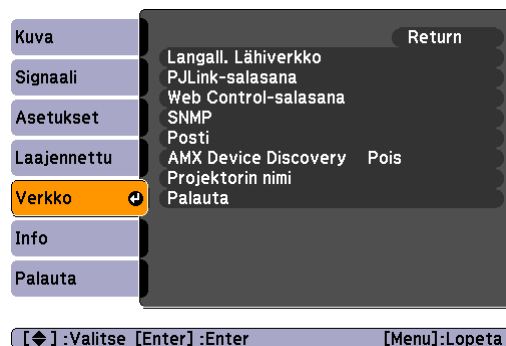 Kuva
Signaali
Asetukset
Laajennettu
Verkko
Info
Palauta
Return
Langall. Lähiverkko
PJLink-salasana
Web Control-salasana
SNMP
Posti
AMX Device Discovery Pois
Projektorin nimi
Palauta
[◆] :Valitse [Enter] :Enter [Menu]:Lopeta